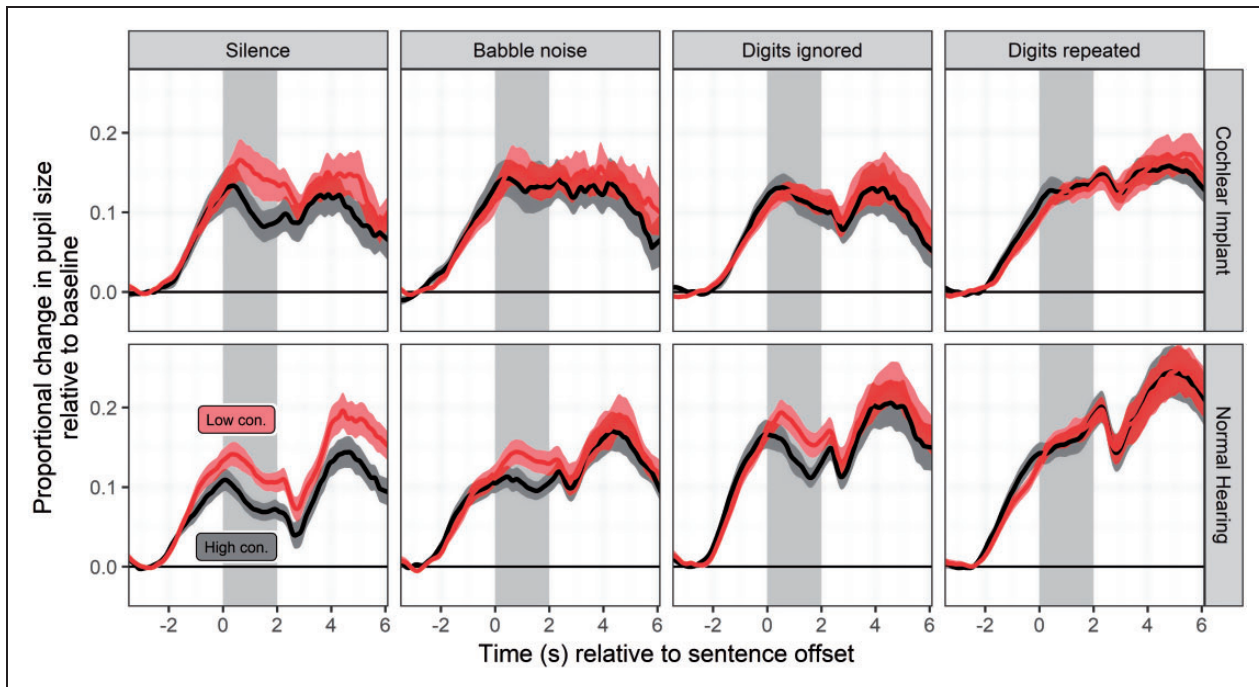 Silence
Babble noise
Digits ignored
Digits repeated
Proportional change in pupil size
relative to baseline
0.2
0.1
0.0
Cochlear Implant
0.2
0.1
0.0
Low con.
High con.
Normal Hearing
-2 0 2 4 6
-2 0 2 4 6
-2 0 2 4 6
-2 0 2 4 6
Time (s) relative to sentence offset